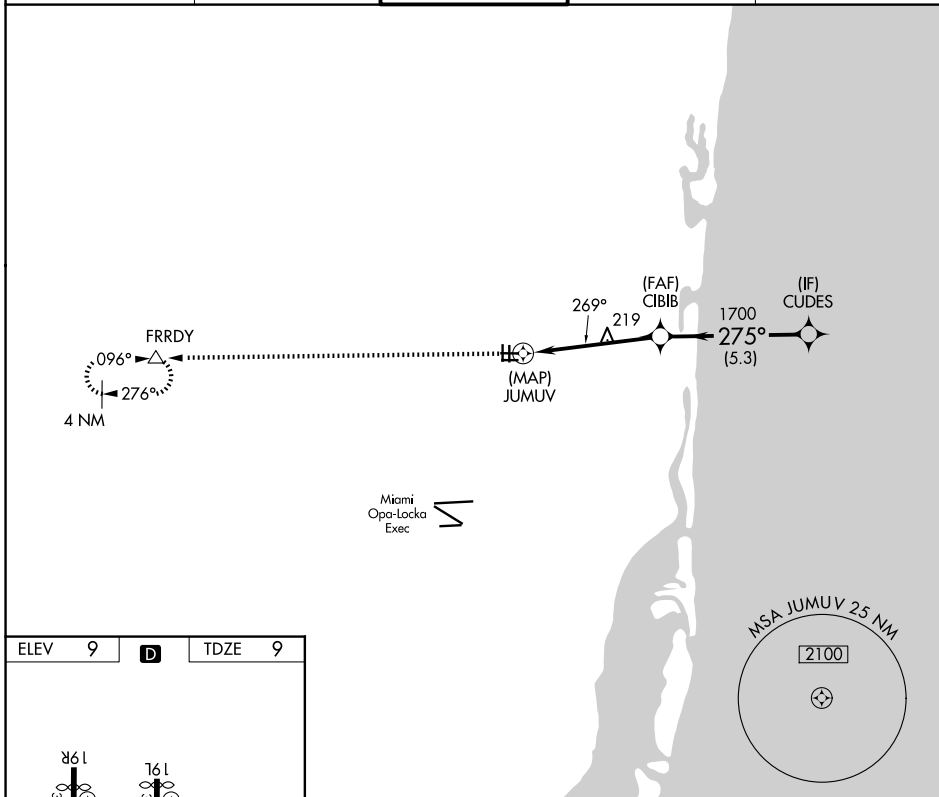 (FAF)
CIBIB
(IF)
CUDES
269°
219
1700
275°
(5.3)
FRRDY
096°
276°
4 NM
(MAP)
JUMUV
Miami
Opa-Locka
Exec
MSA JUMUV 25 NM
2100
ELEV 9
D
TDZE 9
19R
19L